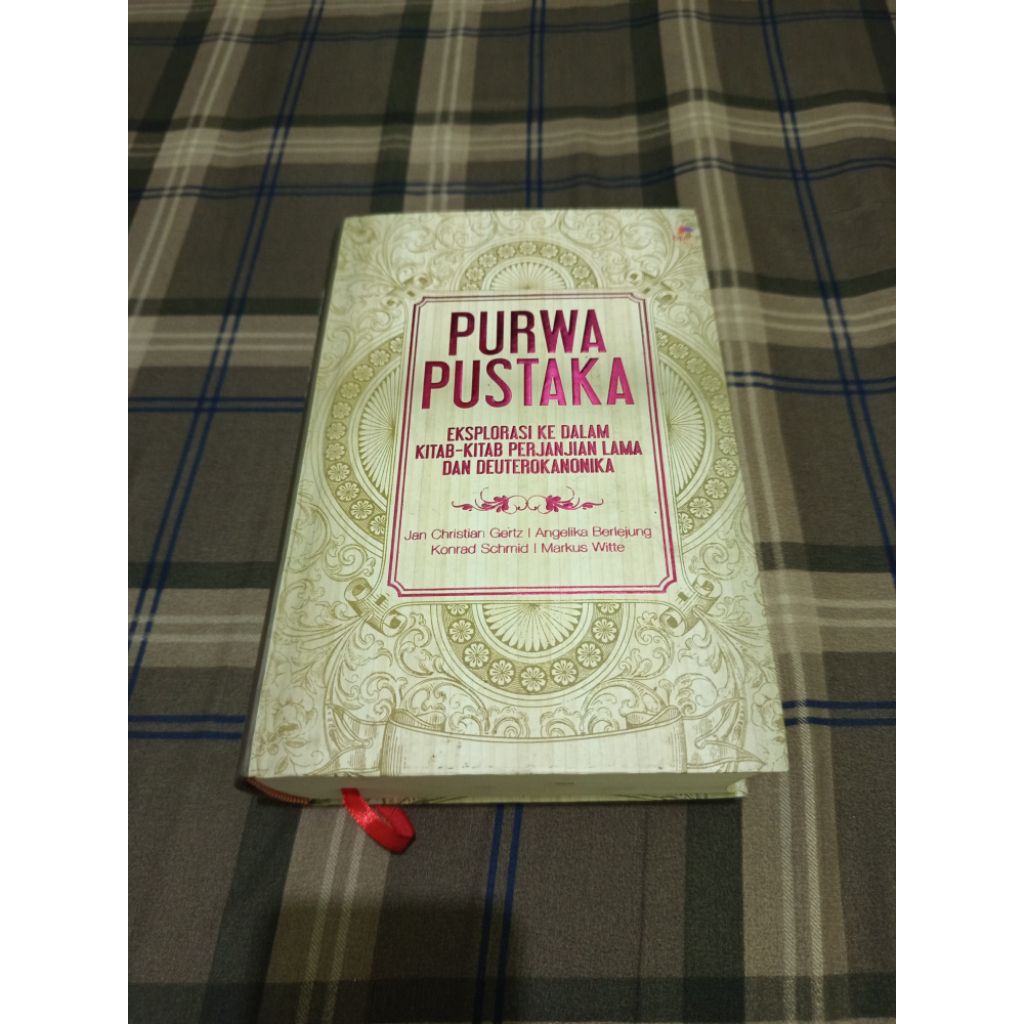 PURWA
PUSTAKA
EKSPLORASI KE DALAM
KITAB-KITAB PERJANJIAN LAMA
DAN DEUTEROKANONIKA
Jan Christian Gertz | Angelika Berlejung
Konrad Schmid | Markus Witte